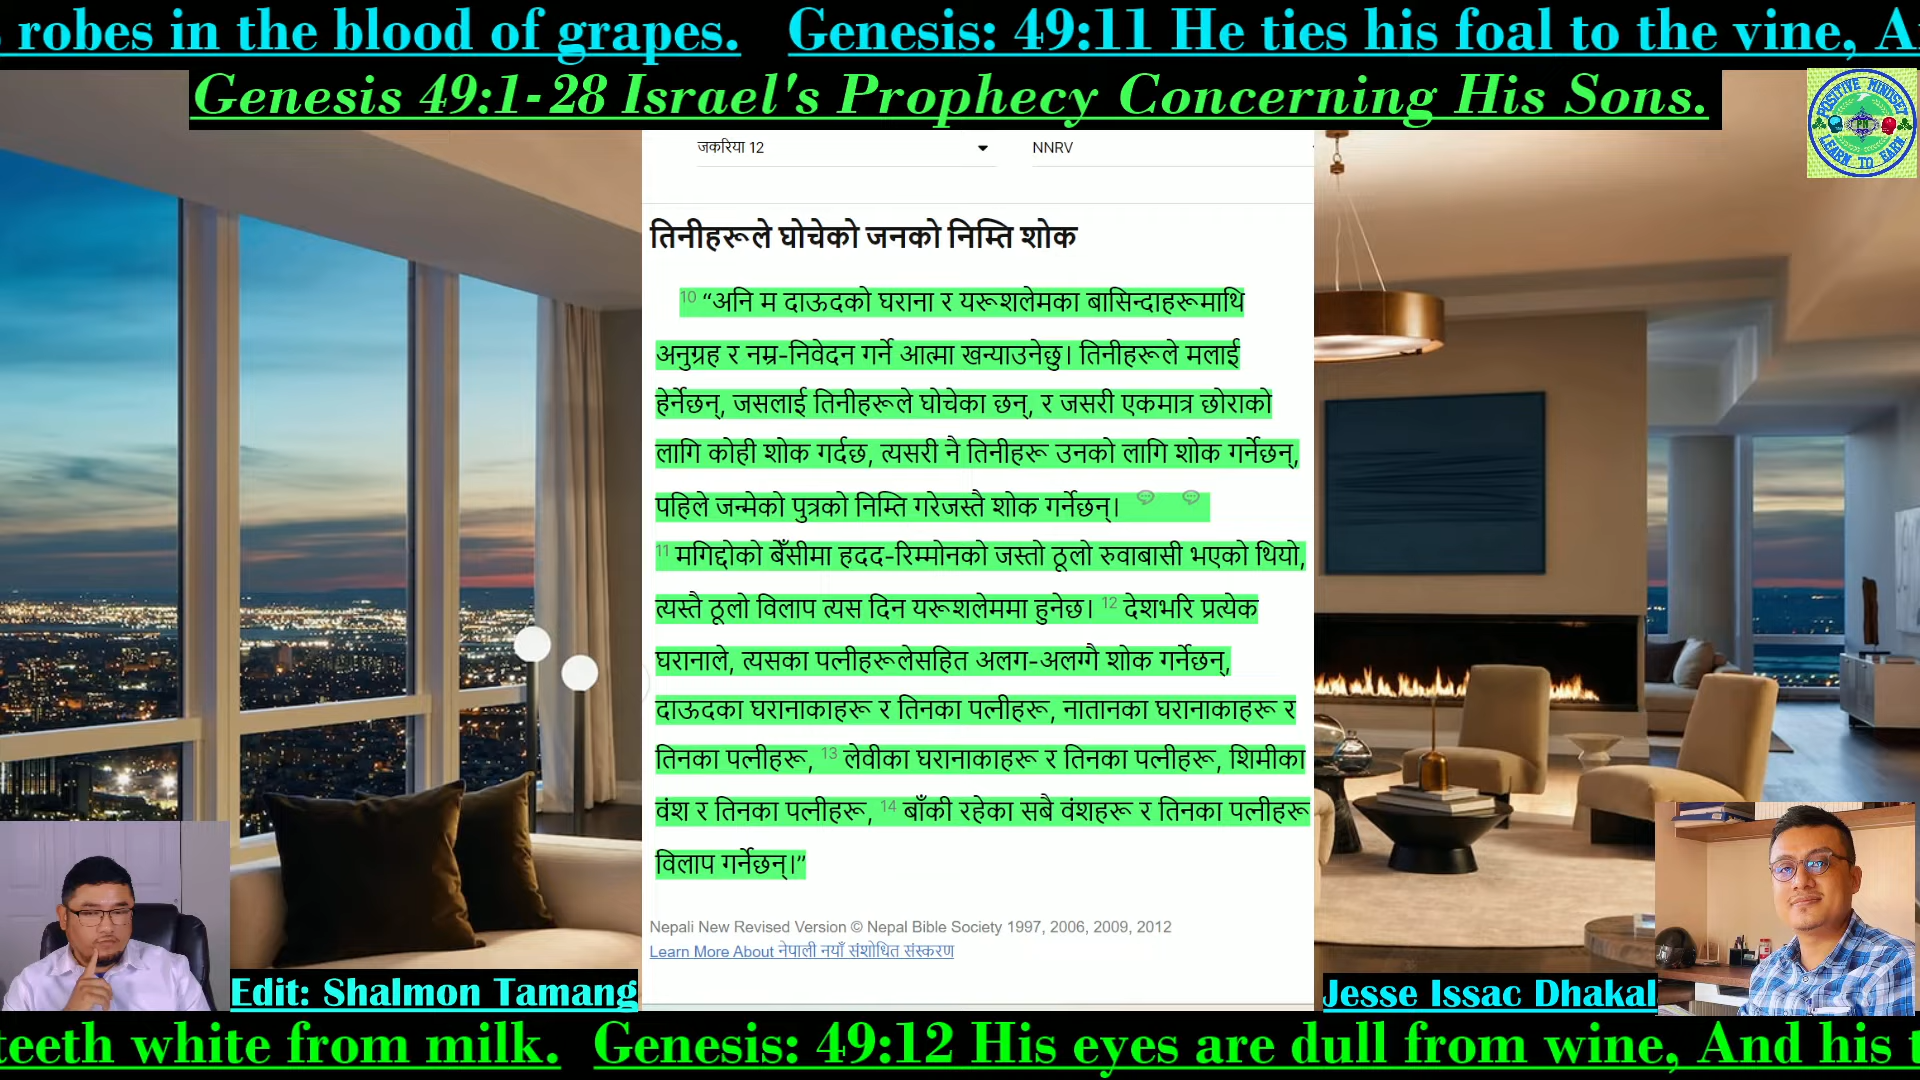 robes in the blood of grapes. Genesis: 49:11 He ties his foal to the vine, A
Genesis 49:1-28 Israel's Prophecy Concerning His Sons.
POSITIVE MINDSET
LEARN TO EARN
जकरिया 12 NNRV
तिनीहरूले घोचेको जनको निम्ति शोक
10 “अनि म दाऊदको घराना र यरूशलेमका बासिन्दाहरूमाथि
अनुग्रह र नम्र-निवेदन गर्ने आत्मा खन्याउनेछु। तिनीहरूले मलाई
हेर्नेछन्, जसलाई तिनीहरूले घोचेका छन्, र जसरी एकमात्र छोराको
लागि कोही शोक गर्दछ, त्यसरी नै तिनीहरू उनको लागि शोक गर्नेछन्,
पहिले जन्मेको पुत्रको निम्ति गरेजस्तै शोक गर्नेछन्।
11 मगिद्दोको बेँसीमा हदद-रिम्मोनको जस्तो ठूलो रुवाबासी भएको थियो,
त्यस्तै ठूलो विलाप त्यस दिन यरूशलेममा हुनेछ। 12 देशभरि प्रत्येक
घरानाले, त्यसका पत्नीहरूलेसहित अलग-अलग्गै शोक गर्नेछन्,
दाऊदका घरानाकाहरू र तिनका पत्नीहरू, नातानका घरानाकाहरू र
तिनका पत्नीहरू, 13 लेवीका घरानाकाहरू र तिनका पत्नीहरू, शिमीका
वंश र तिनका पत्नीहरू, 14 बाँकी रहेका सबै वंशहरू र तिनका पत्नीहरू
विलाप गर्नेछन्।”
Nepali New Revised Version © Nepal Bible Society 1997, 2006, 2009, 2012
Learn More About नेपाली नयाँ संशोधित संस्करण
Edit: Shalmon Tamang
Jesse Issac Dhakal
teeth white from milk. Genesis: 49:12 His eyes are dull from wine, And his t